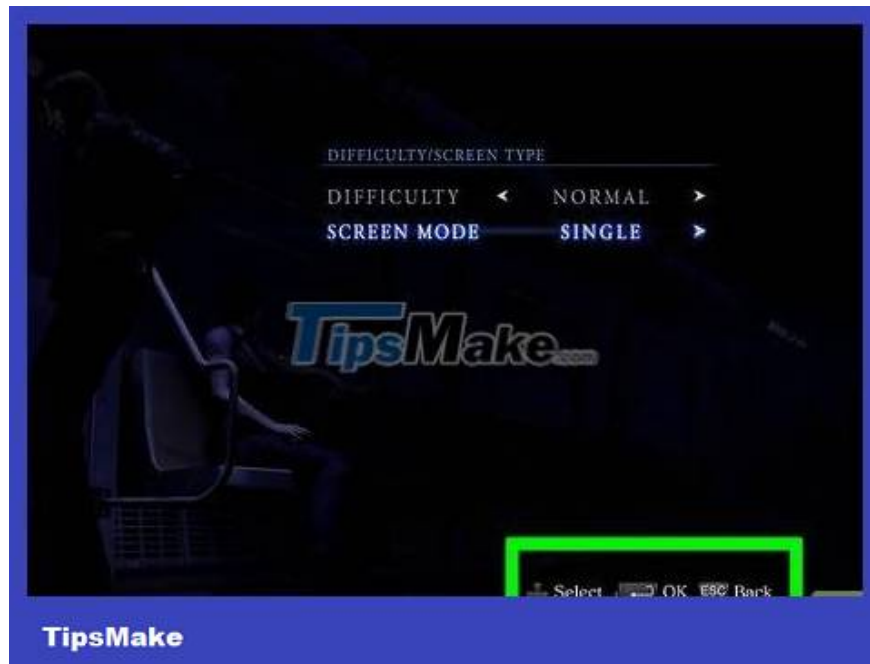 DIFFICULTY/SCREEN TYPE
DIFFICULTY NORMAL
SCREEN MODE SINGLE
TipsMake.com
Select OK ESC Back
TipsMake